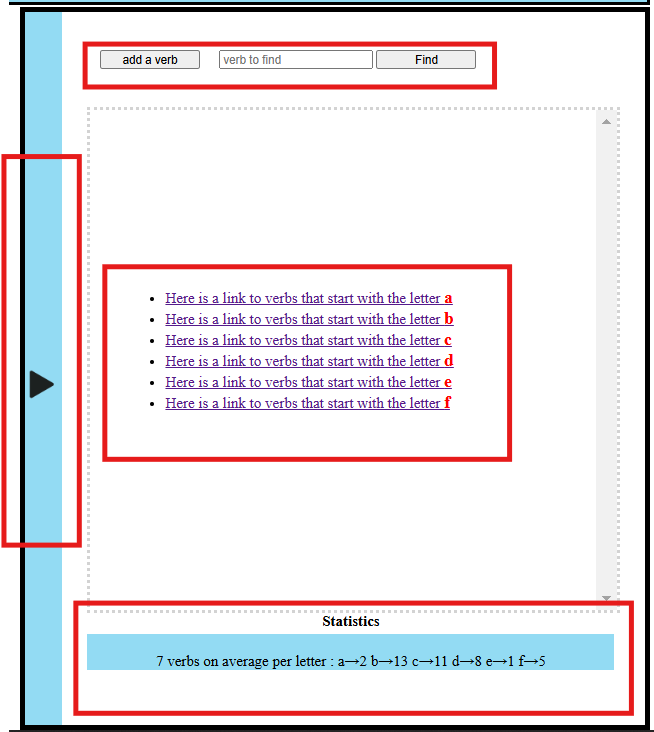 add a verb verb to find Find
Here is a link to verbs that start with the letter a
Here is a link to verbs that start with the letter b
Here is a link to verbs that start with the letter c
Here is a link to verbs that start with the letter d
Here is a link to verbs that start with the letter e
Here is a link to verbs that start with the letter f
Statistics
7 verbs on average per letter : a→2 b→13 c→11 d→8 e→1 f→5